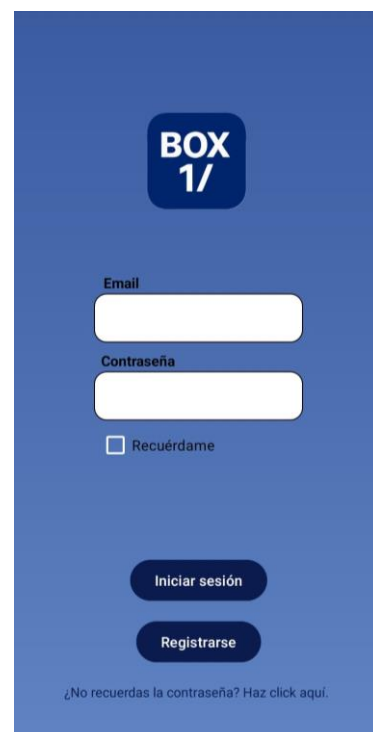 BOX
1/
Email
Contraseña
Recuérdame
Iniciar sesión
Registrarse
¿No recuerdas la contraseña? Haz click aquí.